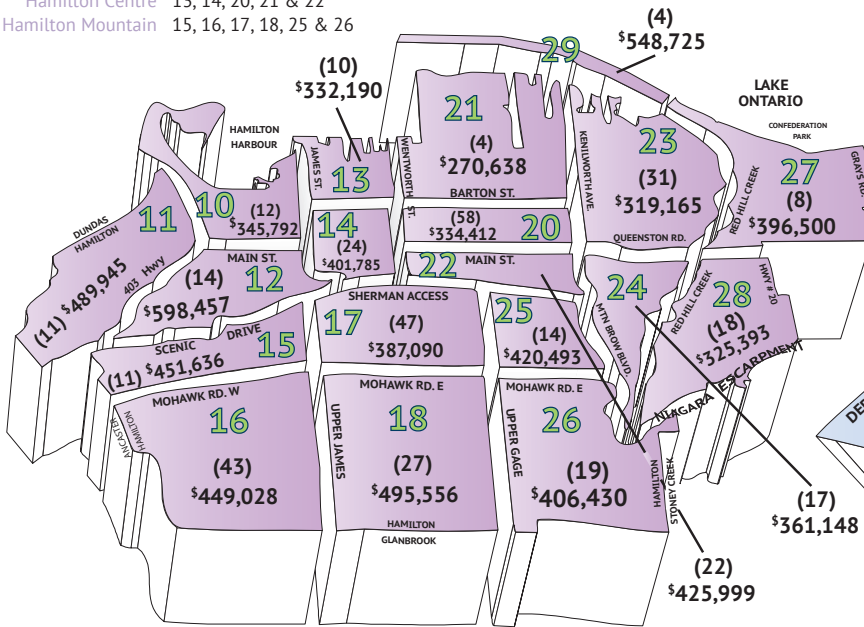 Hamilton Centre 13, 14, 20, 21 & 22
Hamilton Mountain 15, 16, 17, 18, 25 & 26
(4)
$548,725
29
(10)
$332,190
LAKE
ONTARIO
CONFEDERATION
PARK
HAMILTON
HARBOUR
21
(4)
$270,638
BARTON ST.
JAMES ST.
13
WENTWORTH ST.
KENILWORTH AVE.
23
(31)
$319,165
QUEENSTON RD.
RED HILL CREEK
27
(8)
$396,500
GRAYS RD.
DUNDAS
HAMILTON
11
(11) $489,945
403 Hwy
10
(12)
$345,792
14
(24)
$401,785
(58)
$334,412
20
MAIN ST.
12
(14)
$598,457
22
MAIN ST.
24
MTN BROW BLVD.
RED HILL CREEK
HWY # 20
28
(18)
$325,393
NIAGARA ESCARPMENT
SCENIC DRIVE
15
(11) $451,636
SHERMAN ACCESS
17
(47)
$387,090
25
(14)
$420,493
MOHAWK RD. W
ANCASTER
HAMILTON
16
(43)
$449,028
MOHAWK RD. E
UPPER JAMES
18
(27)
$495,556
HAMILTON
GLANBROOK
MOHAWK RD. E
UPPER GAGE
26
(19)
$406,430
HAMILTON
STONEY CREEK
(17)
$361,148
(22)
$425,999